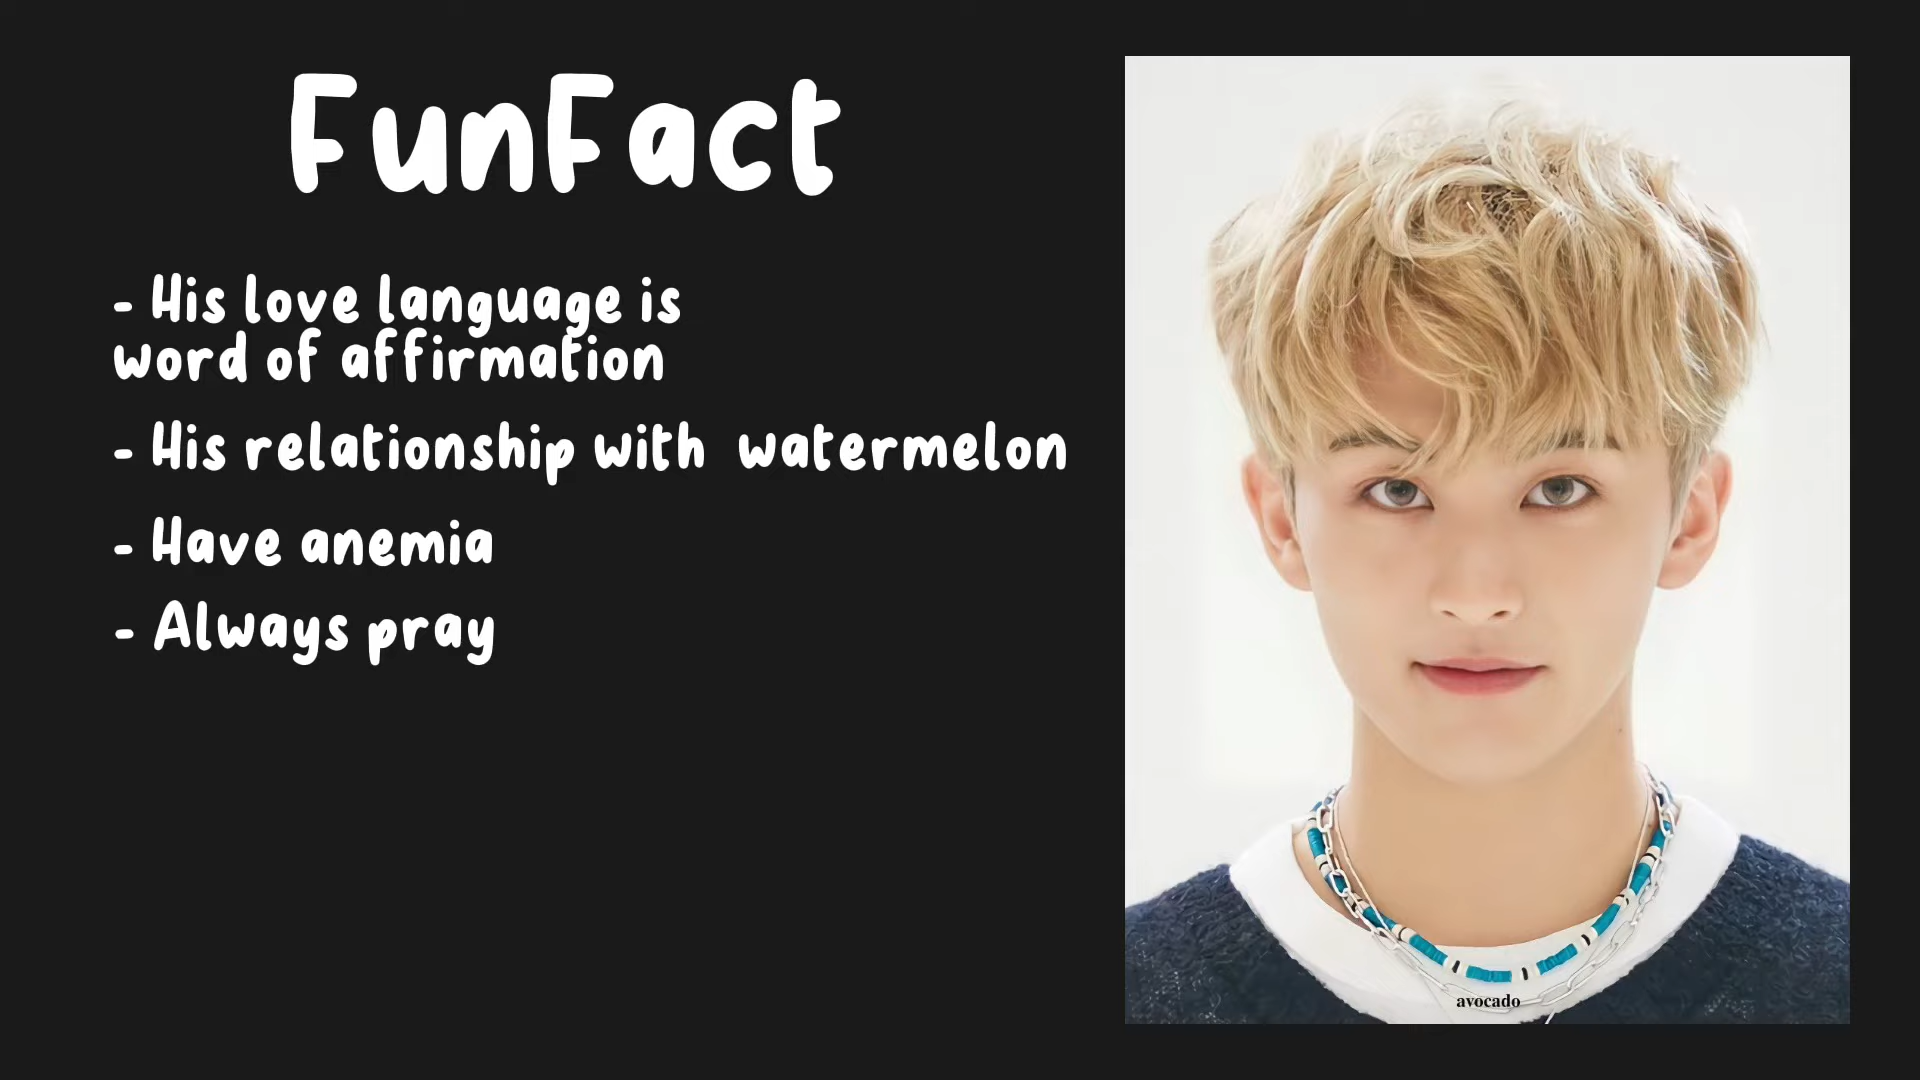 FunFact
- His love language is
word of affirmation
- His relationship with watermelon
- Have anemia
- Always pray
avocado